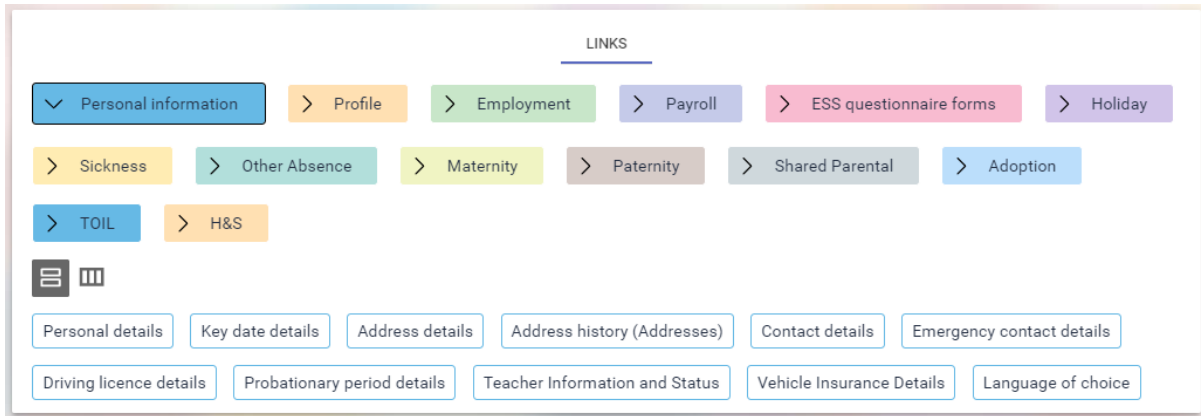 LINKS
Personal information Profile Employment Payroll ESS questionnaire forms Holiday
Sickness Other Absence Maternity Paternity Shared Parental Adoption
TOIL H&S
Personal details Key date details Address details Address history (Addresses) Contact details Emergency contact details
Driving licence details Probationary period details Teacher Information and Status Vehicle Insurance Details Language of choice